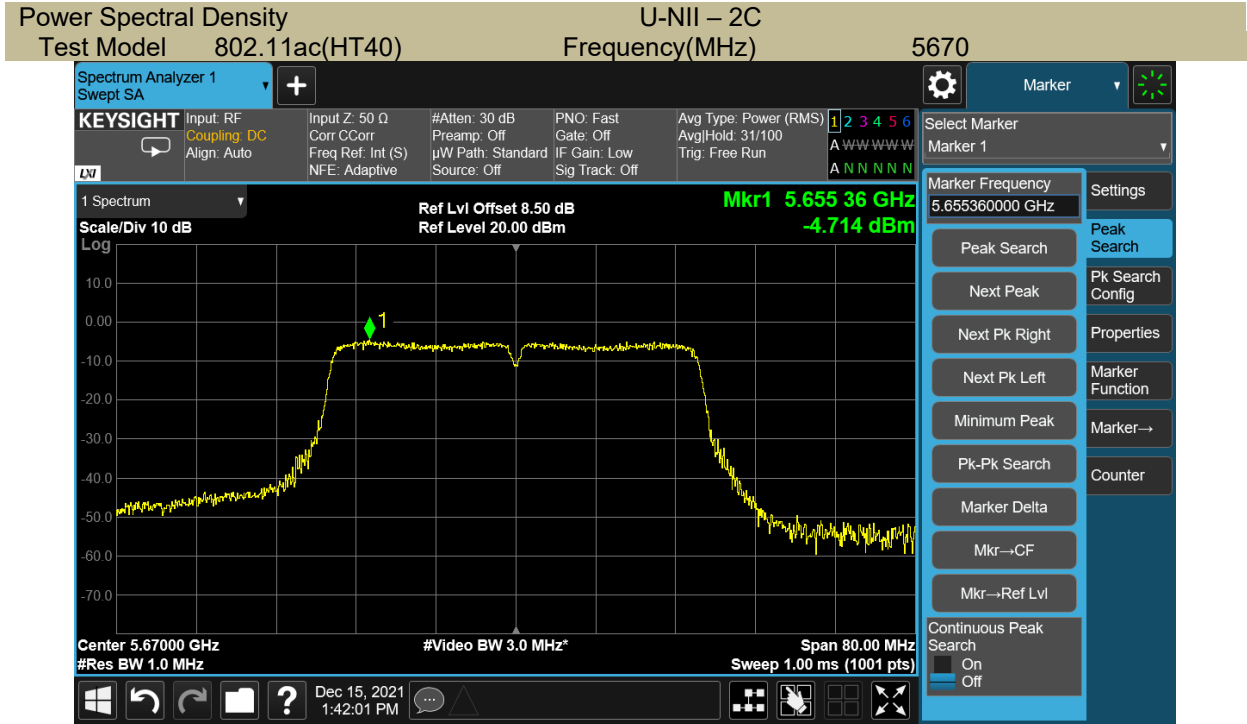 Power Spectral Density U-NII – 2C
Test Model 802.11ac(HT40) Frequency(MHz) 5670
Spectrum Analyzer 1
Swept SA
+
Marker
KEYSIGHT
LXI
Input: RF
Coupling: DC
Align: Auto
Input Z: 50 Ω
Corr CCorr
Freq Ref: Int (S)
NFE: Adaptive
#Atten: 30 dB
Preamp: Off
µW Path: Standard
Source: Off
PNO: Fast
Gate: Off
IF Gain: Low
Sig Track: Off
Avg Type: Power (RMS)
Avg|Hold: 31/100
Trig: Free Run
1 2 3 4 5 6
A W W W W W
A N N N N N
Select Marker
Marker 1
1 Spectrum
Scale/Div 10 dB
Log
Ref Lvl Offset 8.50 dB
Ref Level 20.00 dBm
Mkr1 5.655 36 GHz
-4.714 dBm
10.0
0.00
-10.0
-20.0
-30.0
-40.0
-50.0
-60.0
-70.0
1
Center 5.67000 GHz
#Res BW 1.0 MHz
#Video BW 3.0 MHz*
Span 80.00 MHz
Sweep 1.00 ms (1001 pts)
Marker Frequency
5.655360000 GHz
Peak Search
Next Peak
Next Pk Right
Next Pk Left
Minimum Peak
Pk-Pk Search
Marker Delta
Mkr→CF
Mkr→Ref Lvl
Continuous Peak
Search
On
Off
Settings
Peak
Search
Pk Search
Config
Properties
Marker
Function
Marker→
Counter
?
Dec 15, 2021
1:42:01 PM